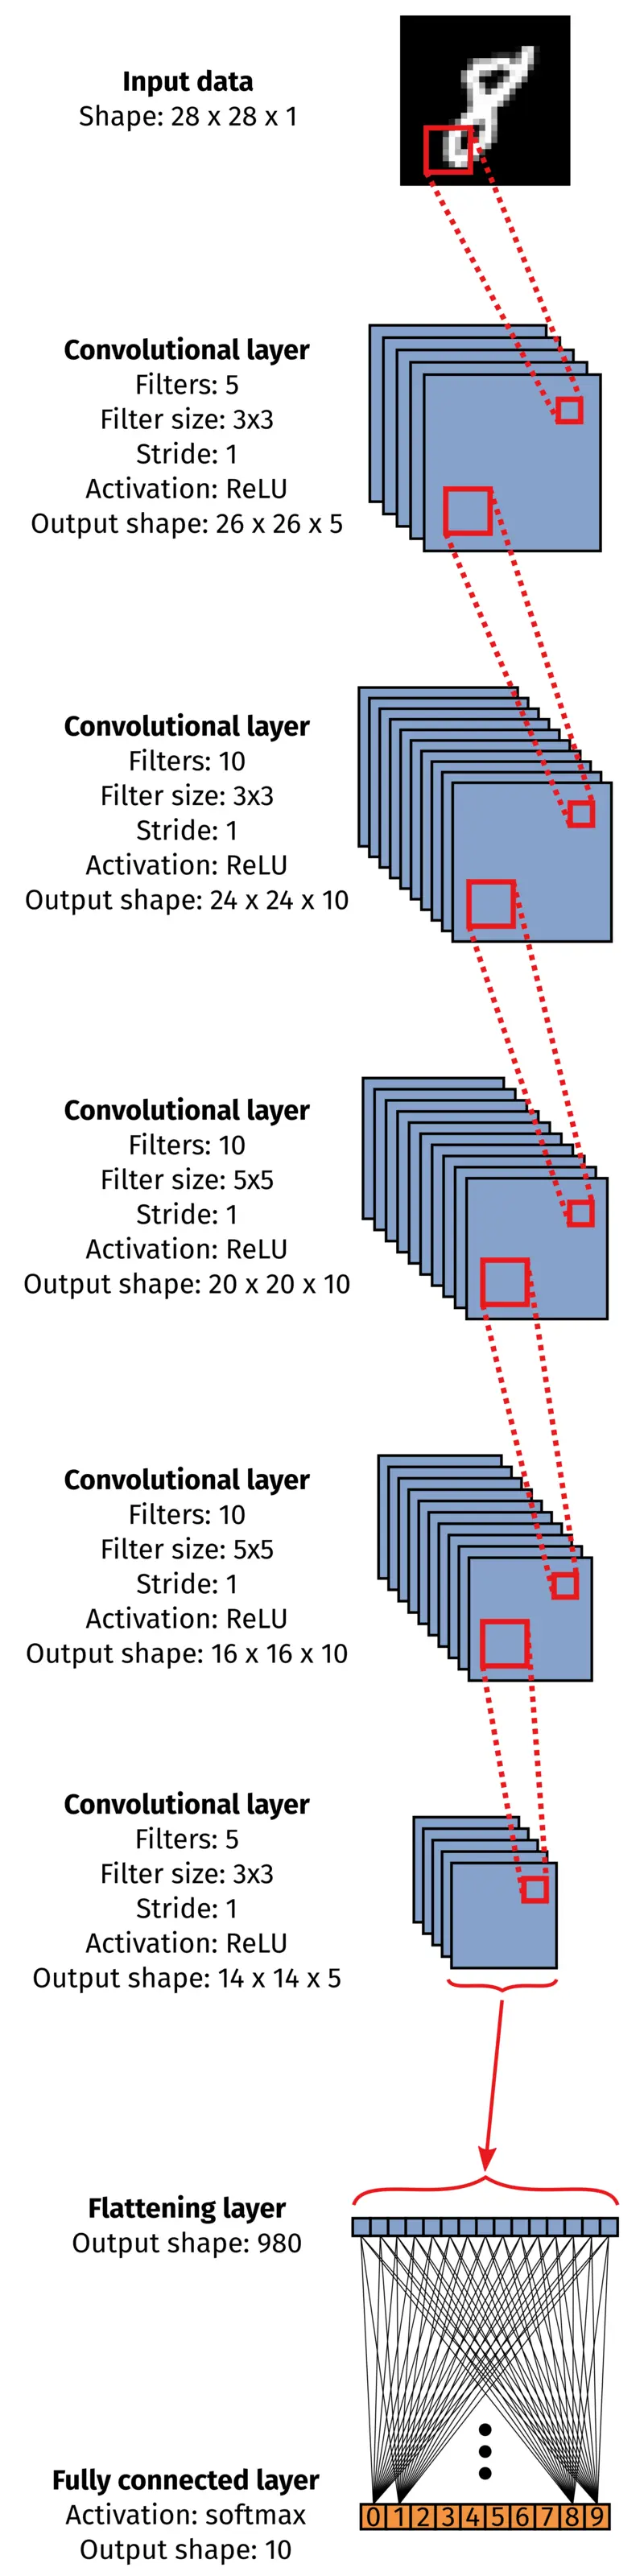 Input data
Shape: 28 x 28 x 1
Convolutional layer
Filters: 5
Filter size: 3x3
Stride: 1
Activation: ReLU
Output shape: 26 x 26 x 5
Convolutional layer
Filters: 10
Filter size: 3x3
Stride: 1
Activation: ReLU
Output shape: 24 x 24 x 10
Convolutional layer
Filters: 10
Filter size: 5x5
Stride: 1
Activation: ReLU
Output shape: 20 x 20 x 10
Convolutional layer
Filters: 10
Filter size: 5x5
Stride: 1
Activation: ReLU
Output shape: 16 x 16 x 10
Convolutional layer
Filters: 5
Filter size: 3x3
Stride: 1
Activation: ReLU
Output shape: 14 x 14 x 5
Flattening layer
Output shape: 980
Fully connected layer
Activation: softmax
Output shape: 10
0 1 2 3 4 5 6 7 8 9